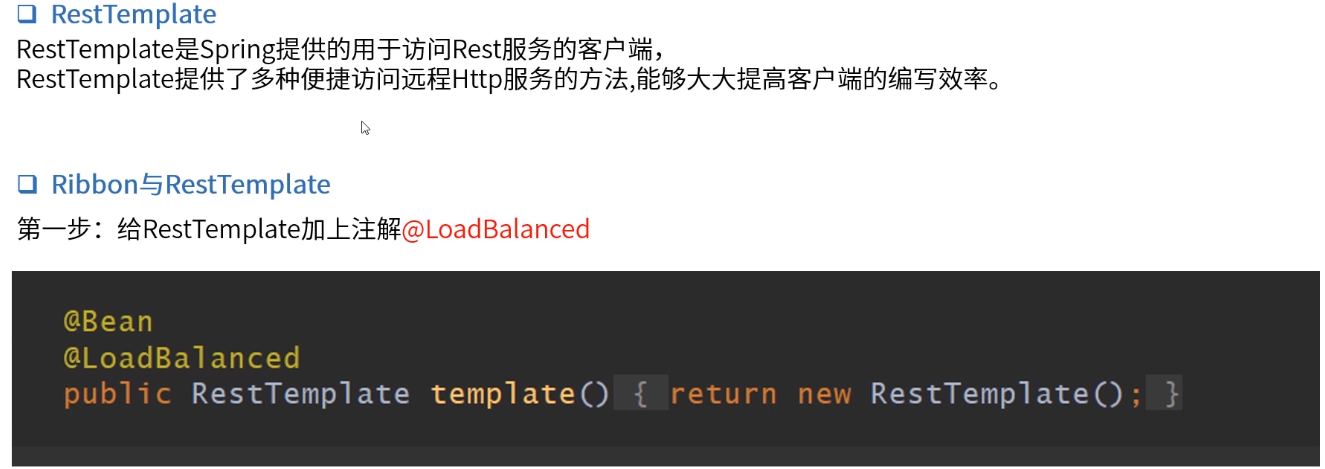 RestTemplate
RestTemplate是Spring提供的用于访问Rest服务的客户端，
RestTemplate提供了多种便捷访问远程Http服务的方法,能够大大提高客户端的编写效率。
Ribbon与RestTemplate
第一步：给RestTemplate加上注解@LoadBalanced
@Bean
@LoadBalanced
public RestTemplate template() { return new RestTemplate(); }